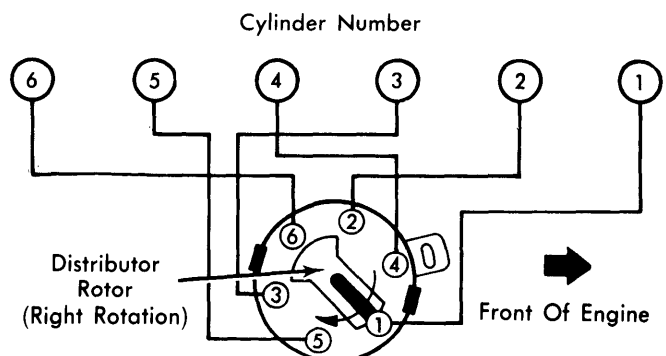 Cylinder Number
6 5 4 3 2 1
2
6
4
Distributor
Rotor
(Right Rotation)
3
1
5
Front Of Engine